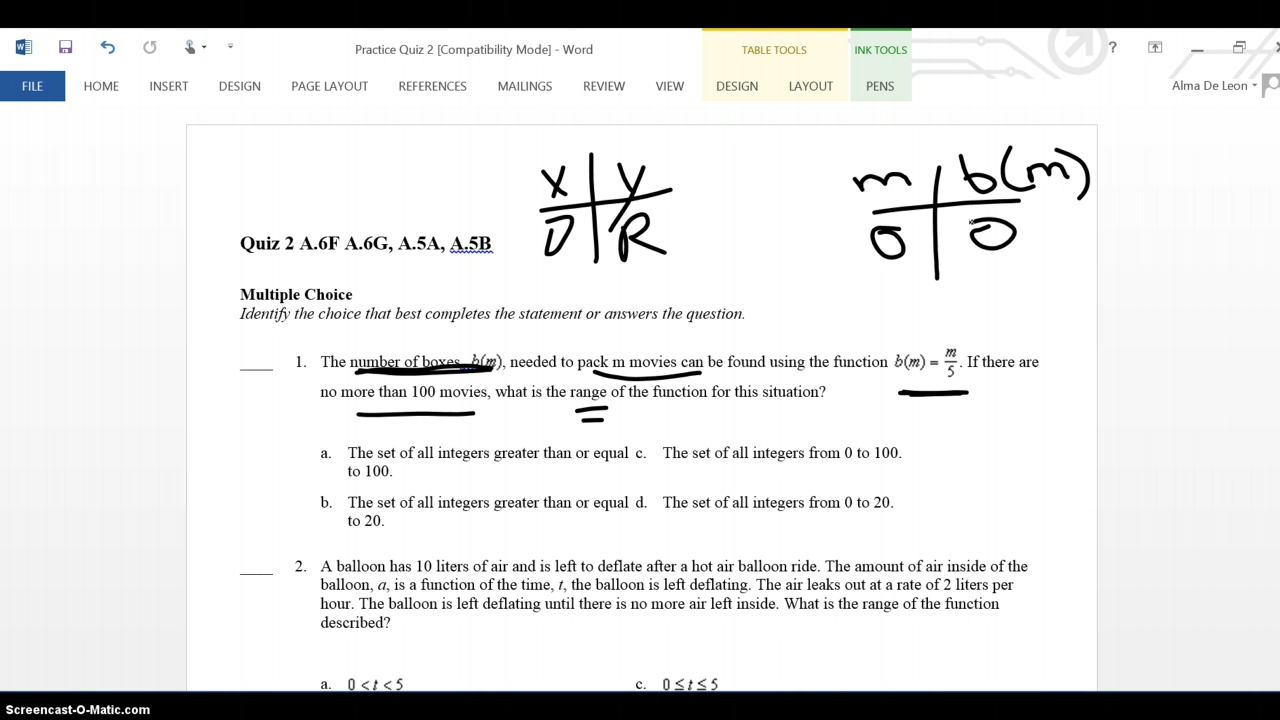 Practice Quiz 2 [Compatibility Mode] - Word
TABLE TOOLS
INK TOOLS
?
FILE
HOME
INSERT
DESIGN
PAGE LAYOUT
REFERENCES
MAILINGS
REVIEW
VIEW
DESIGN
LAYOUT
PENS
Alma De Leon
x y
D R
m b(m)
0 0
Quiz 2 A.6F A.6G, A.5A, A.5B
Multiple Choice
Identify the choice that best completes the statement or answers the question.
____ 1. The number of boxes, b(m), needed to pack m movies can be found using the function b(m) = m/5. If there are
no more than 100 movies, what is the range of the function for this situation?
a. The set of all integers greater than or equal
to 100.
c. The set of all integers from 0 to 100.
b. The set of all integers greater than or equal
to 20.
d. The set of all integers from 0 to 20.
____ 2. A balloon has 10 liters of air and is left to deflate after a hot air balloon ride. The amount of air inside of the
balloon, a, is a function of the time, t, the balloon is left deflating. The air leaks out at a rate of 2 liters per
hour. The balloon is left deflating until there is no more air left inside. What is the range of the function
described?
a. 0 < t < 5
c. 0 ≤ t ≤ 5
Screencast-O-Matic.com